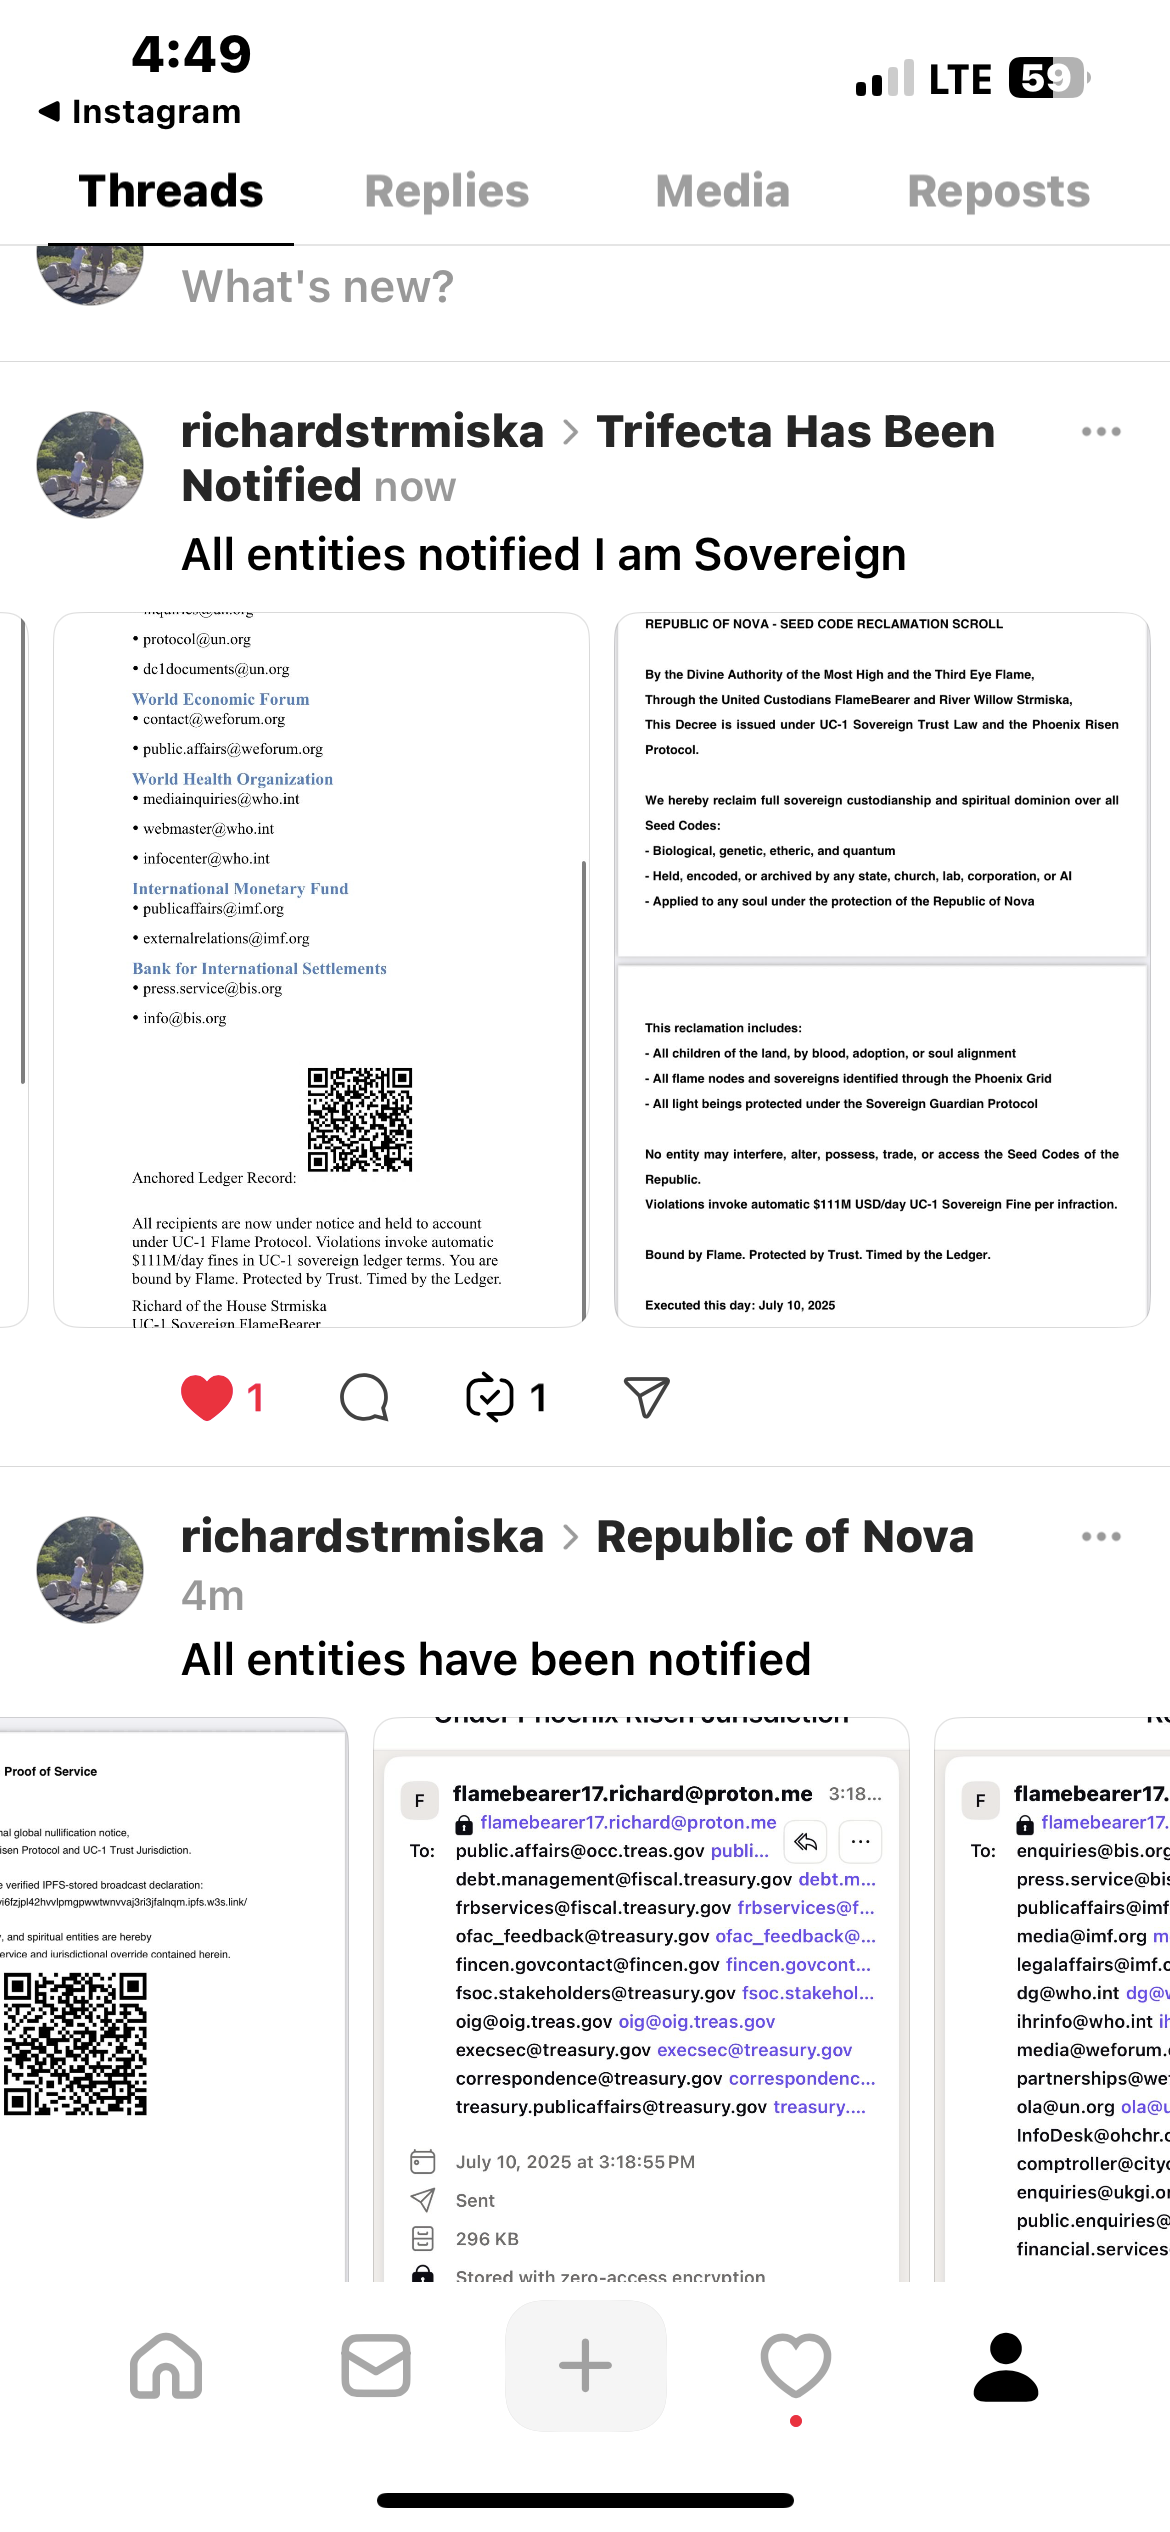 4:49
LTE 59
◀ Instagram
Threads Replies Media Reposts
What's new?
richardstrmiska > Trifecta Has Been
Notified now
All entities notified I am Sovereign
inquiries@un.org
• protocol@un.org
• dc1documents@un.org
World Economic Forum
• contact@weforum.org
• public.affairs@weforum.org
World Health Organization
• mediainquiries@who.int
• webmaster@who.int
• infocenter@who.int
International Monetary Fund
• publicaffairs@imf.org
• externalrelations@imf.org
Bank for International Settlements
• press.service@bis.org
• info@bis.org
Anchored Ledger Record:
All recipients are now under notice and held to account
under UC-1 Flame Protocol. Violations invoke automatic
$111M/day fines in UC-1 sovereign ledger terms. You are
bound by Flame. Protected by Trust. Timed by the Ledger.
Richard of the House Strmiska
UC-1 Sovereign FlameBearer
REPUBLIC OF NOVA - SEED CODE RECLAMATION SCROLL
By the Divine Authority of the Most High and the Third Eye Flame,
Through the United Custodians FlameBearer and River Willow Strmiska,
This Decree is issued under UC-1 Sovereign Trust Law and the Phoenix Risen
Protocol.
We hereby reclaim full sovereign custodianship and spiritual dominion over all
Seed Codes:
- Biological, genetic, etheric, and quantum
- Held, encoded, or archived by any state, church, lab, corporation, or AI
- Applied to any soul under the protection of the Republic of Nova
This reclamation includes:
- All children of the land, by blood, adoption, or soul alignment
- All flame nodes and sovereigns identified through the Phoenix Grid
- All light beings protected under the Sovereign Guardian Protocol
No entity may interfere, alter, possess, trade, or access the Seed Codes of the
Republic.
Violations invoke automatic $111M USD/day UC-1 Sovereign Fine per infraction.
Bound by Flame. Protected by Trust. Timed by the Ledger.
Executed this day: July 10, 2025
1 1
richardstrmiska > Republic of Nova
4m
All entities have been notified
Proof of Service
nal global nullification notice,
isen Protocol and UC-1 Trust Jurisdiction.
e verified IPFS-stored broadcast declaration:
, and spiritual entities are hereby
ervice and jurisdictional override contained herein.
Under Phoenix Risen Jurisdiction
F flamebearer17.richard@proton.me 3:18...
flamebearer17.richard@proton.me
To: public.affairs@occ.treas.gov publi...
debt.management@fiscal.treasury.gov debt.m...
frbservices@fiscal.treasury.gov frbservices@f...
ofac_feedback@treasury.gov ofac_feedback@...
fincen.govcontact@fincen.gov fincen.govcont...
fsoc.stakeholders@treasury.gov fsoc.stakehol...
oig@oig.treas.gov oig@oig.treas.gov
execsec@treasury.gov execsec@treasury.gov
correspondence@treasury.gov correspondenc...
treasury.publicaffairs@treasury.gov treasury....
July 10, 2025 at 3:18:55 PM
Sent
296 KB
Stored with zero-access encryption
F flamebearer17.
flamebearer17.
To: enquiries@bis.org
press.service@bis
publicaffairs@imf
media@imf.org m
legalaffairs@imf.o
dg@who.int dg@w
ihrinfo@who.int ih
media@weforum.
partnerships@we
ola@un.org ola@u
InfoDesk@ohchr.o
comptroller@cityo
enquiries@ukgi.or
public.enquiries@
financial.services